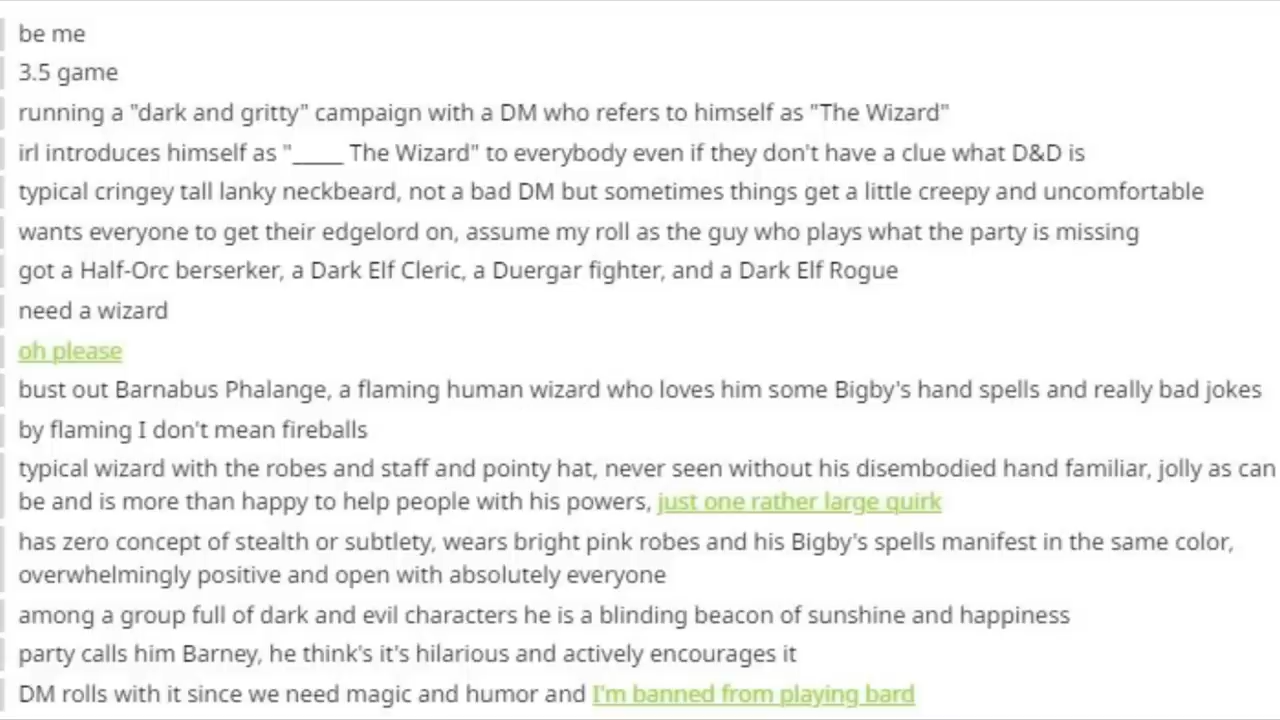 be me
3.5 game
running a "dark and gritty" campaign with a DM who refers to himself as "The Wizard"
irl introduces himself as "_____ The Wizard" to everybody even if they don't have a clue what D&D is
typical cringey tall lanky neckbeard, not a bad DM but sometimes things get a little creepy and uncomfortable
wants everyone to get their edgelord on, assume my roll as the guy who plays what the party is missing
got a Half-Orc berserker, a Dark Elf Cleric, a Duergar fighter, and a Dark Elf Rogue
need a wizard
oh please
bust out Barnabus Phalange, a flaming human wizard who loves him some Bigby's hand spells and really bad jokes
by flaming I don't mean fireballs
typical wizard with the robes and staff and pointy hat, never seen without his disembodied hand familiar, jolly as can
be and is more than happy to help people with his powers, just one rather large quirk
has zero concept of stealth or subtlety, wears bright pink robes and his Bigby's spells manifest in the same color,
overwhelmingly positive and open with absolutely everyone
among a group full of dark and evil characters he is a blinding beacon of sunshine and happiness
party calls him Barney, he think's it's hilarious and actively encourages it
DM rolls with it since we need magic and humor and I'm banned from playing bard